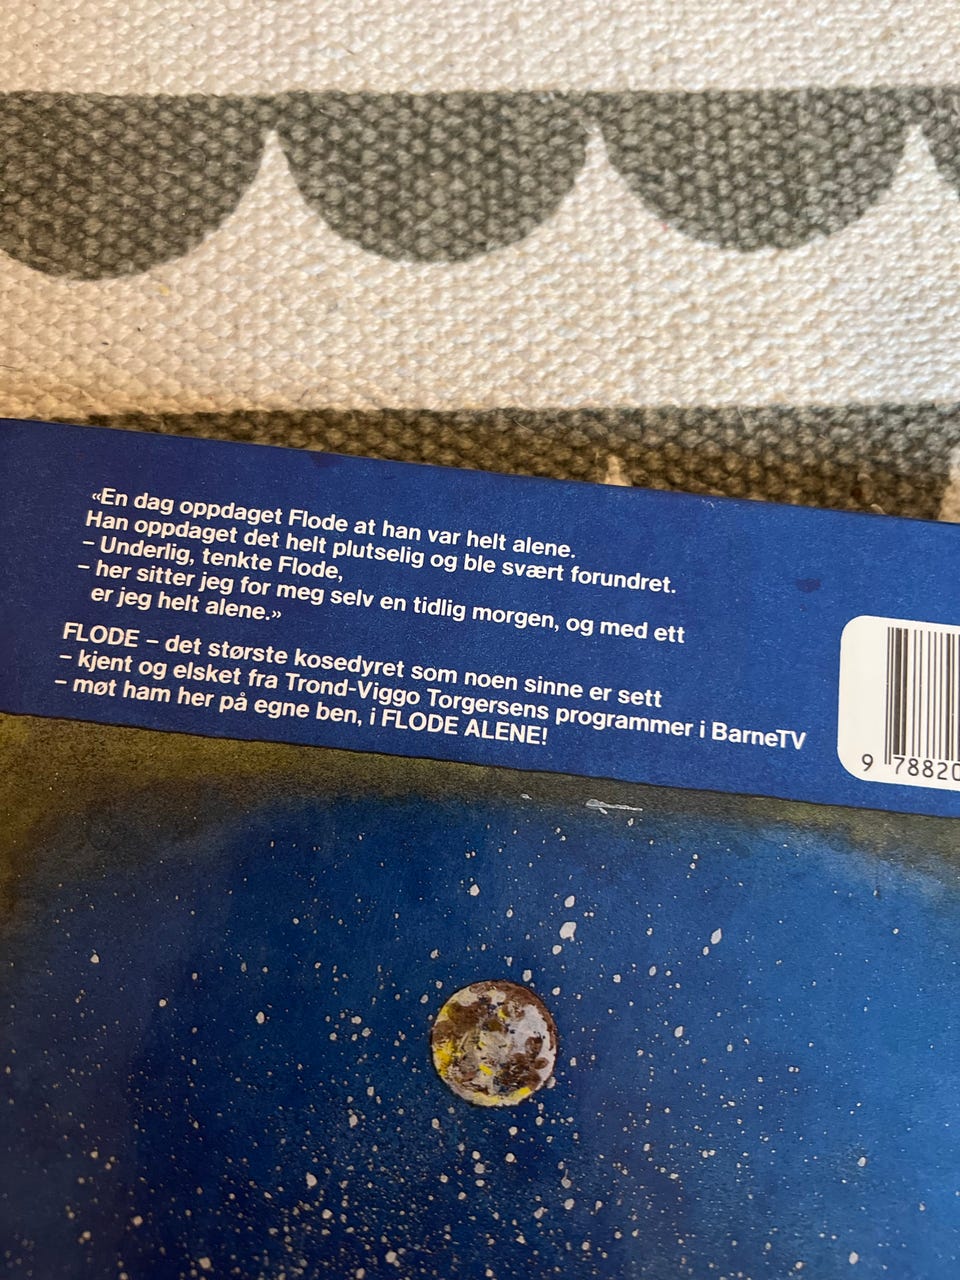 «En dag oppdaget Flode at han var helt alene.
Han oppdaget det helt plutselig og ble svært forundret.
– Underlig, tenkte Flode,
– her sitter jeg for meg selv en tidlig morgen, og med ett
er jeg helt alene.»
FLODE – det største kosedyret som noen sinne er sett
– kjent og elsket fra Trond-Viggo Torgersens programmer i BarneTV
– møt ham her på egne ben, i FLODE ALENE!
9 78820